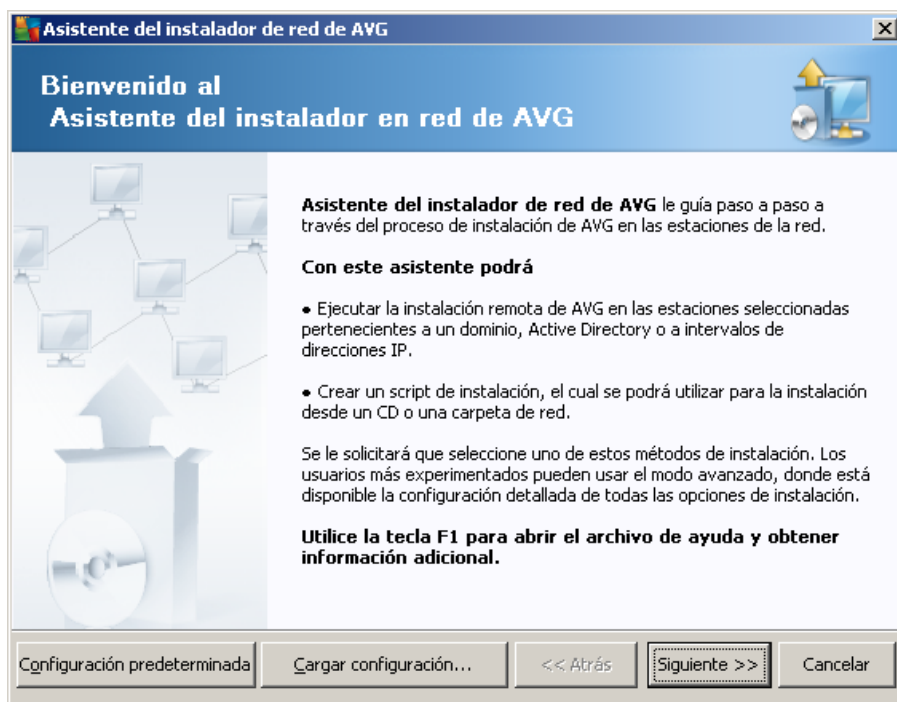 Asistente del instalador de red de AVG
Bienvenido al
Asistente del instalador en red de AVG
Asistente del instalador de red de AVG le guía paso a paso a
través del proceso de instalación de AVG en las estaciones de la red.
Con este asistente podrá
• Ejecutar la instalación remota de AVG en las estaciones seleccionadas
pertenecientes a un dominio, Active Directory o a intervalos de
direcciones IP.
• Crear un script de instalación, el cual se podrá utilizar para la instalación
desde un CD o una carpeta de red.
Se le solicitará que seleccione uno de estos métodos de instalación. Los
usuarios más experimentados pueden usar el modo avanzado, donde está
disponible la configuración detallada de todas las opciones de instalación.
Utilice la tecla F1 para abrir el archivo de ayuda y obtener
información adicional.
Configuración predeterminada
Cargar configuración...
<< Atrás
Siguiente >>
Cancelar